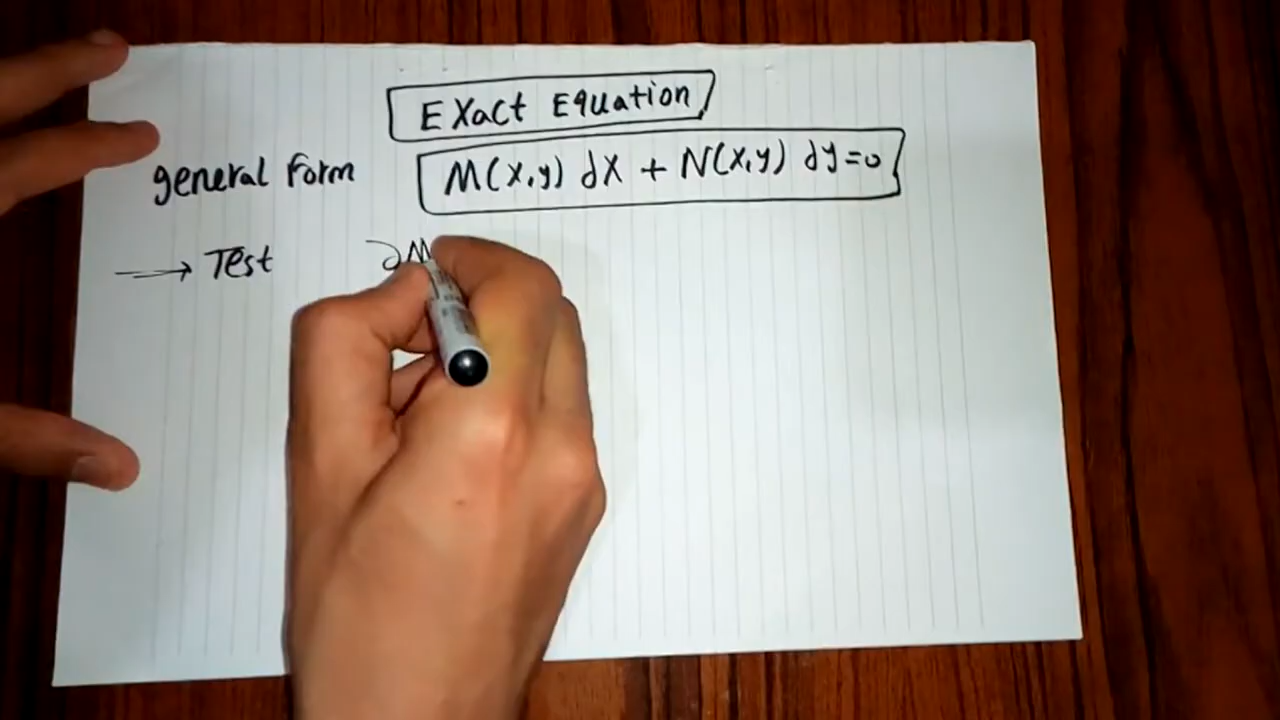 EXact Equation
general form M(x,y) dx + N(x,y) dy=0
→ Test ∂M